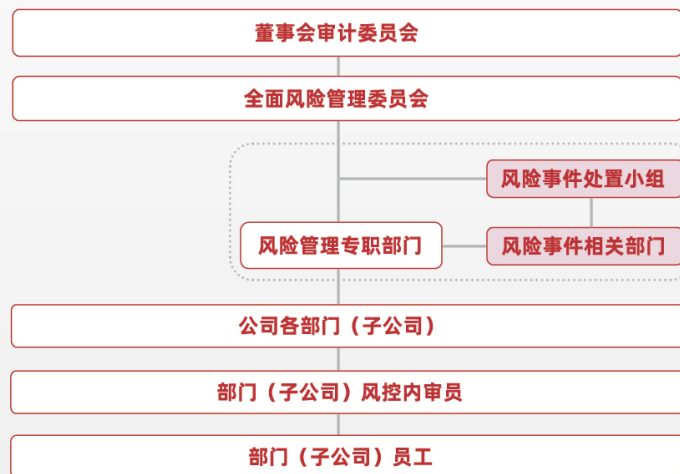 董事会审计委员会
全面风险管理委员会
风险事件处置小组
风险管理专职部门
风险事件相关部门
公司各部门（子公司）
部门（子公司）风控内审员
部门（子公司）员工